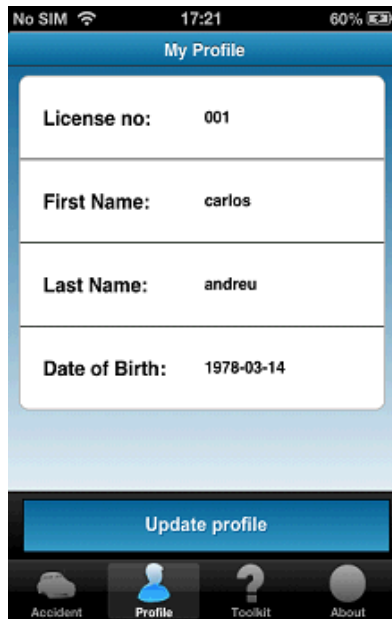 No SIM 17:21 60%
My Profile
License no: 001
First Name: carlos
Last Name: andreu
Date of Birth: 1978-03-14
Update profile
Accident Profile Toolkit About